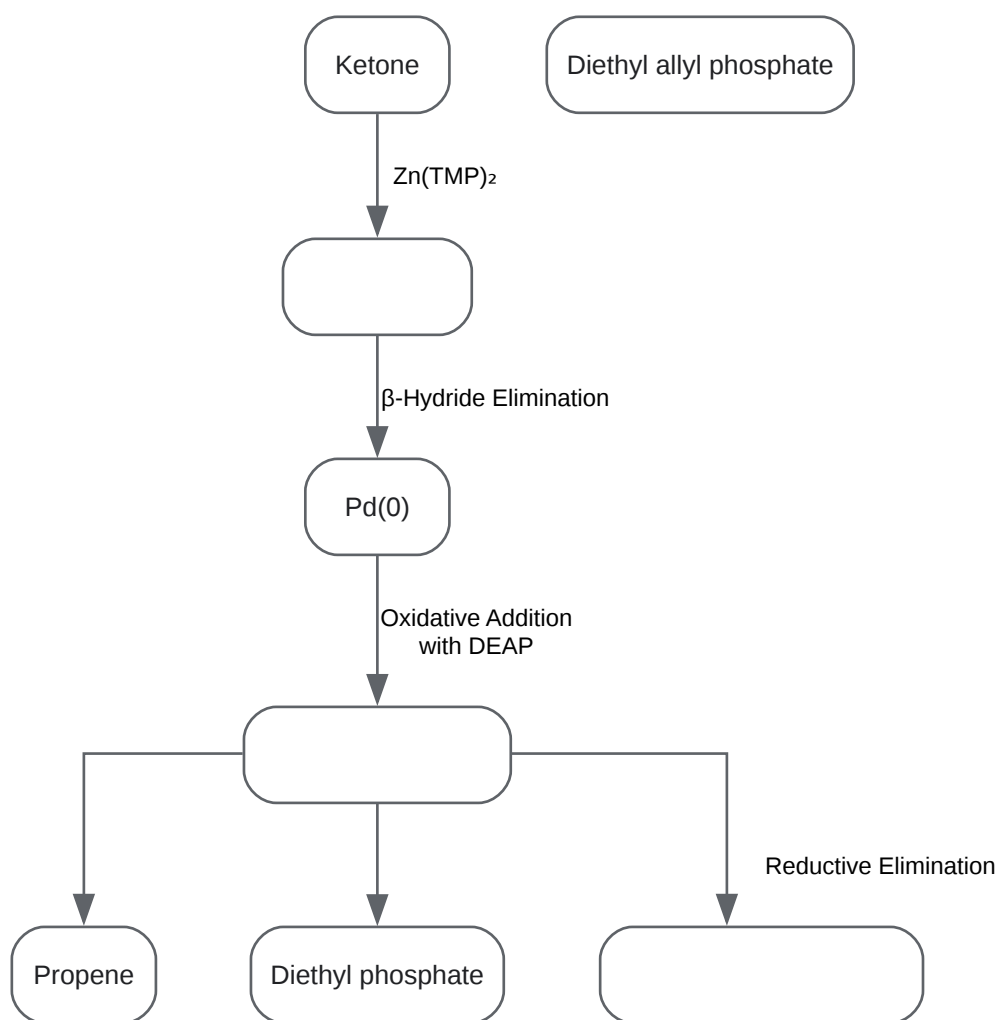 Ketone
Diethyl allyl phosphate
Zn(TMP)₂
β-Hydride Elimination
Pd(0)
Oxidative Addition
with DEAP
Reductive Elimination
Propene
Diethyl phosphate